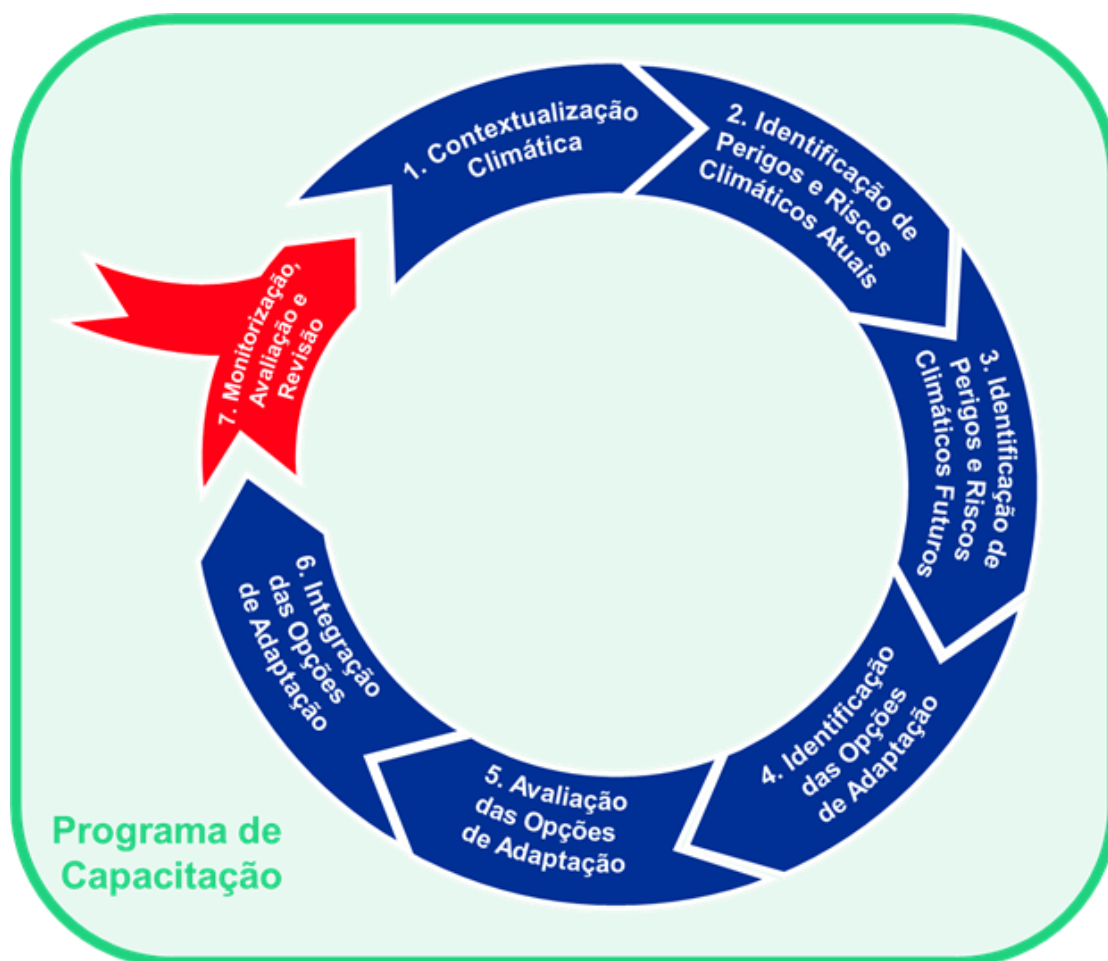 1. Contextualização
Climática
2. Identificação de
Perigos e Riscos
Climáticos Atuais
3. Identificação de
Perigos e Riscos
Climáticos Futuros
4. Identificação
das Opções
de Adaptação
5. Avaliação
das Opções
de Adaptação
6. Integração
das Opções
de Adaptação
7. Monitorização,
Avaliação e
Revisão
Programa de
Capacitação